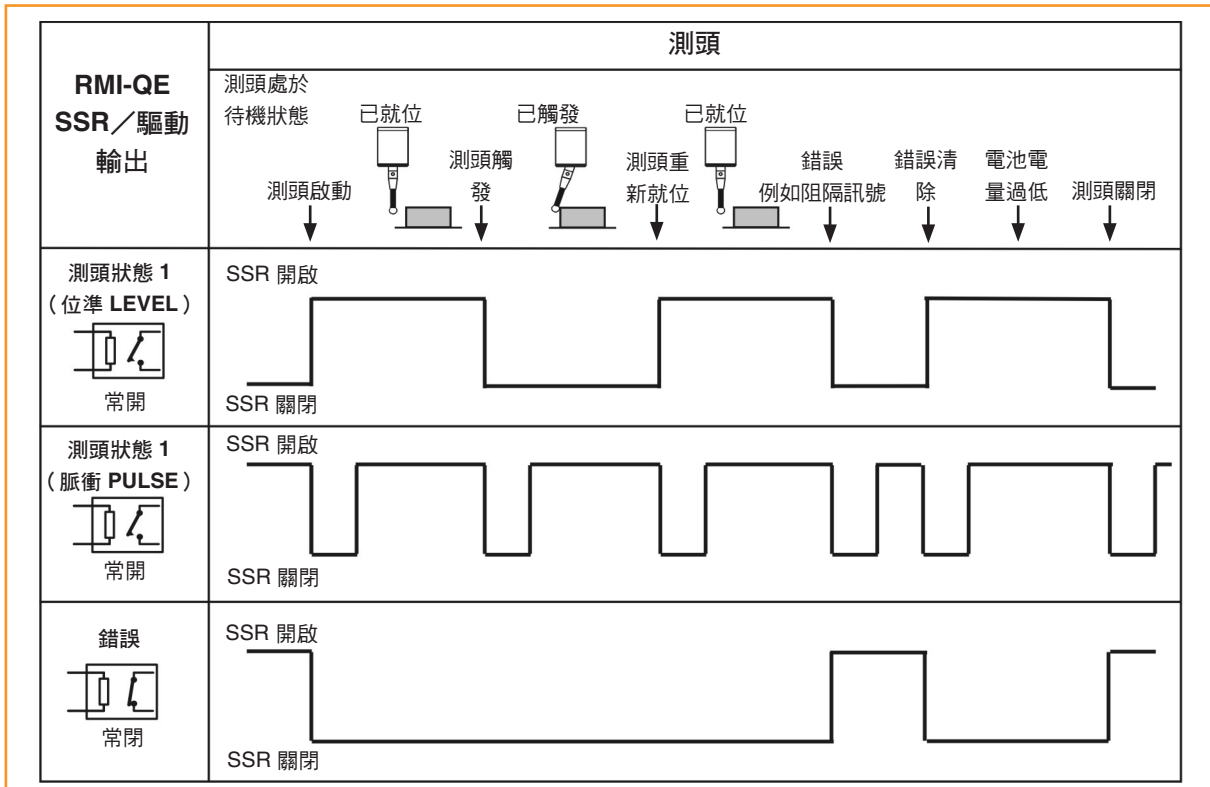 RMI-QE
SSR／驅動
輸出
測頭
測頭處於
待機狀態
測頭啟動
已就位
測頭觸
發
已觸發
測頭重
新就位
已就位
錯誤
例如阻隔訊號
錯誤清
除
電池電
量過低
測頭關閉
測頭狀態 1
（位準 LEVEL）
常開
SSR 開啟
SSR 關閉
測頭狀態 1
（脈衝 PULSE）
常開
SSR 開啟
SSR 關閉
錯誤
常閉
SSR 開啟
SSR 關閉